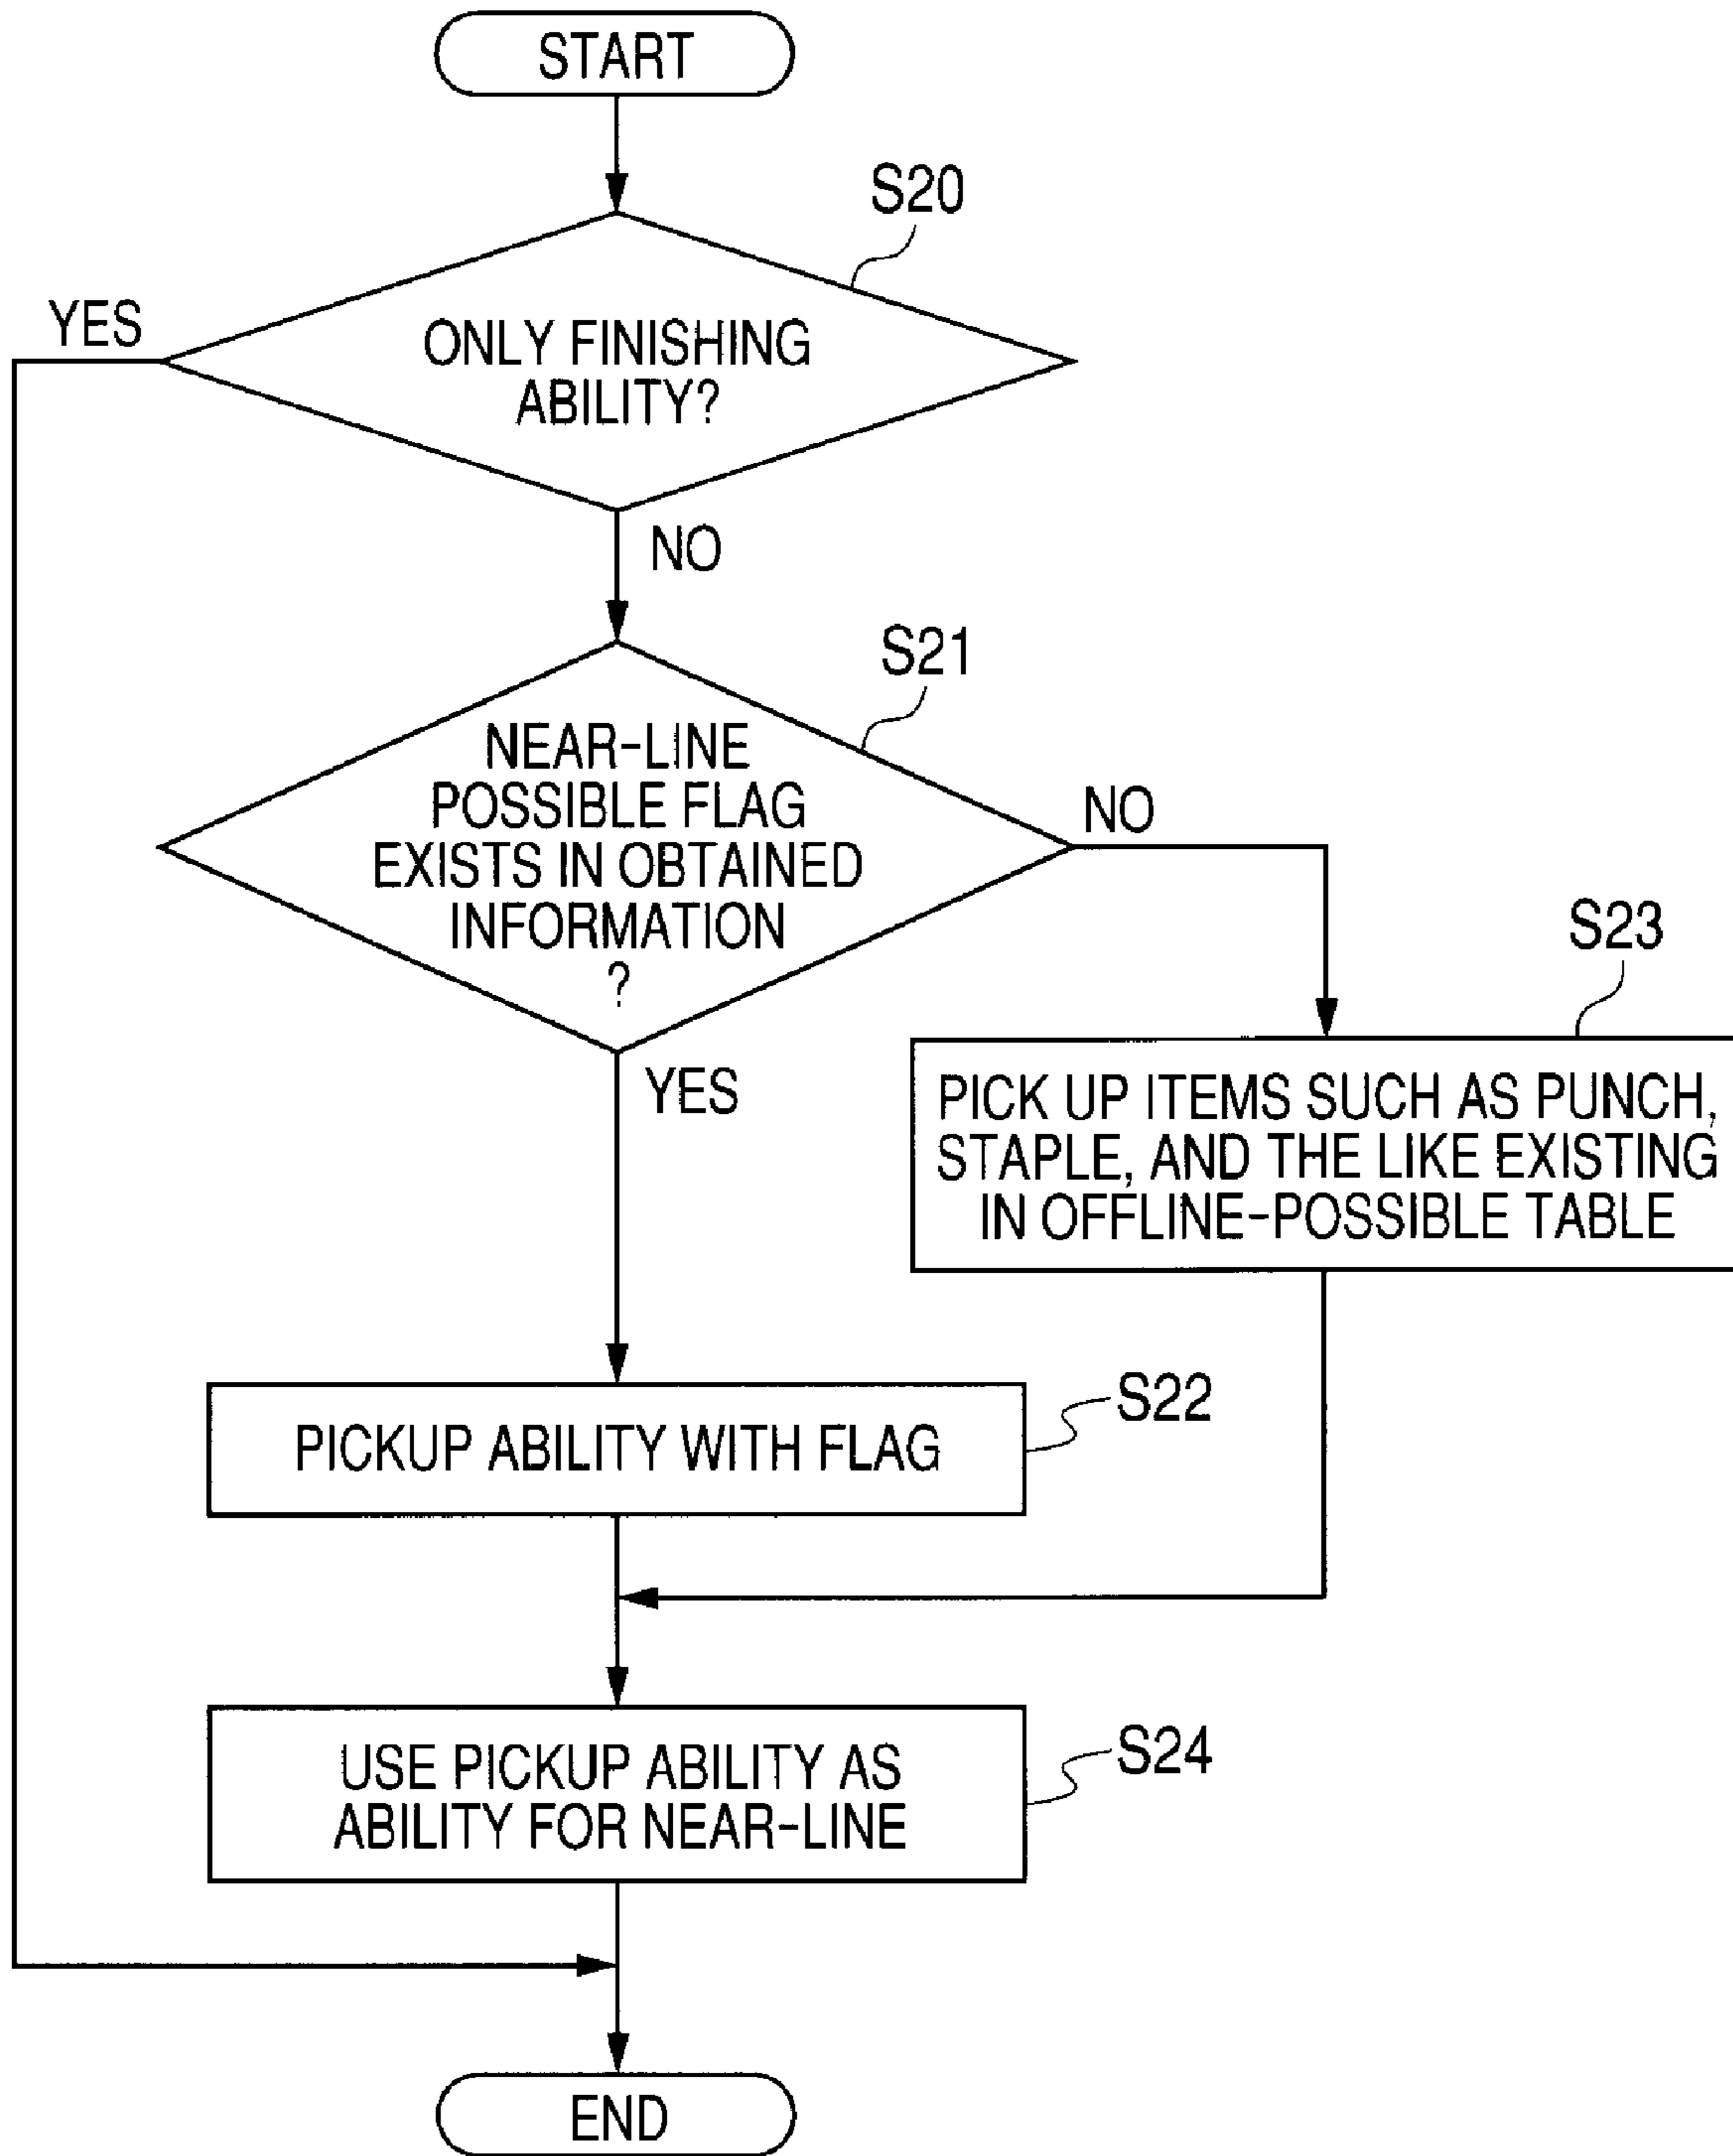 START
S20
YES
ONLY FINISHING
ABILITY?
NO
S21
NEAR-LINE
POSSIBLE FLAG
EXISTS IN OBTAINED
INFORMATION
?
NO
YES
S23
PICK UP ITEMS SUCH AS PUNCH,
STAPLE, AND THE LIKE EXISTING
IN OFFLINE-POSSIBLE TABLE
S22
PICKUP ABILITY WITH FLAG
S24
USE PICKUP ABILITY AS
ABILITY FOR NEAR-LINE
END